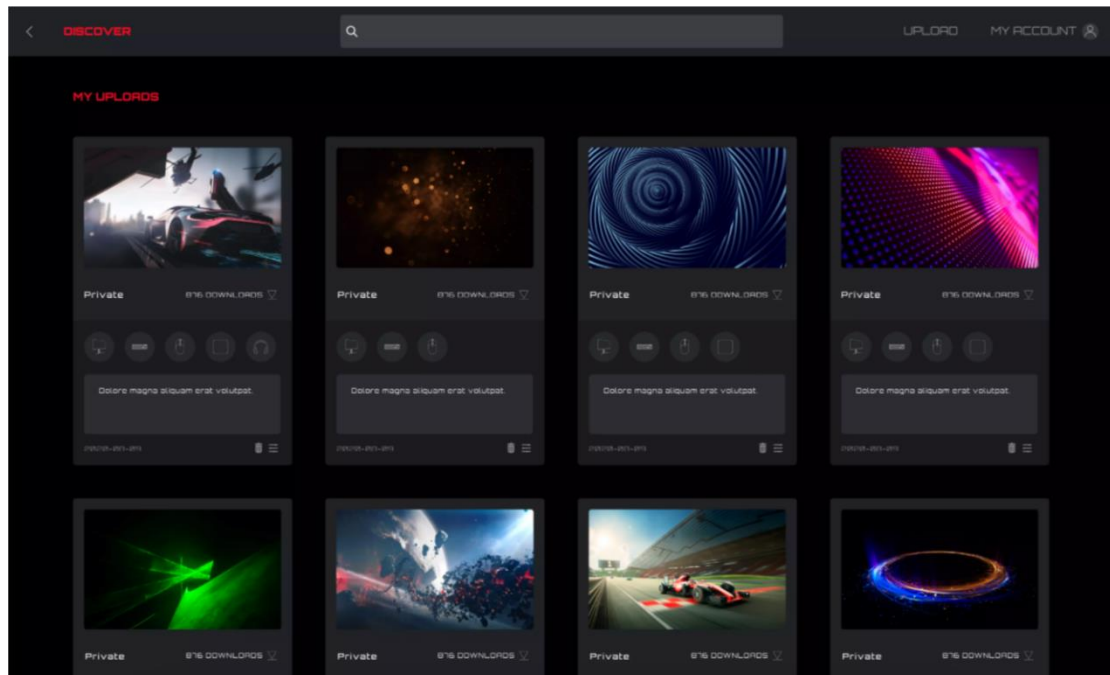 DISCOVER
UPLOAD
MY ACCOUNT
MY UPLOADS
Private 876 DOWNLOADS
Private 876 DOWNLOADS
Private 876 DOWNLOADS
Private 876 DOWNLOADS
Dolore magna aliquam erat volutpat.
Dolore magna aliquam erat volutpat.
Dolore magna aliquam erat volutpat.
Dolore magna aliquam erat volutpat.
Private 876 DOWNLOADS
Private 876 DOWNLOADS
Private 876 DOWNLOADS
Private 876 DOWNLOADS